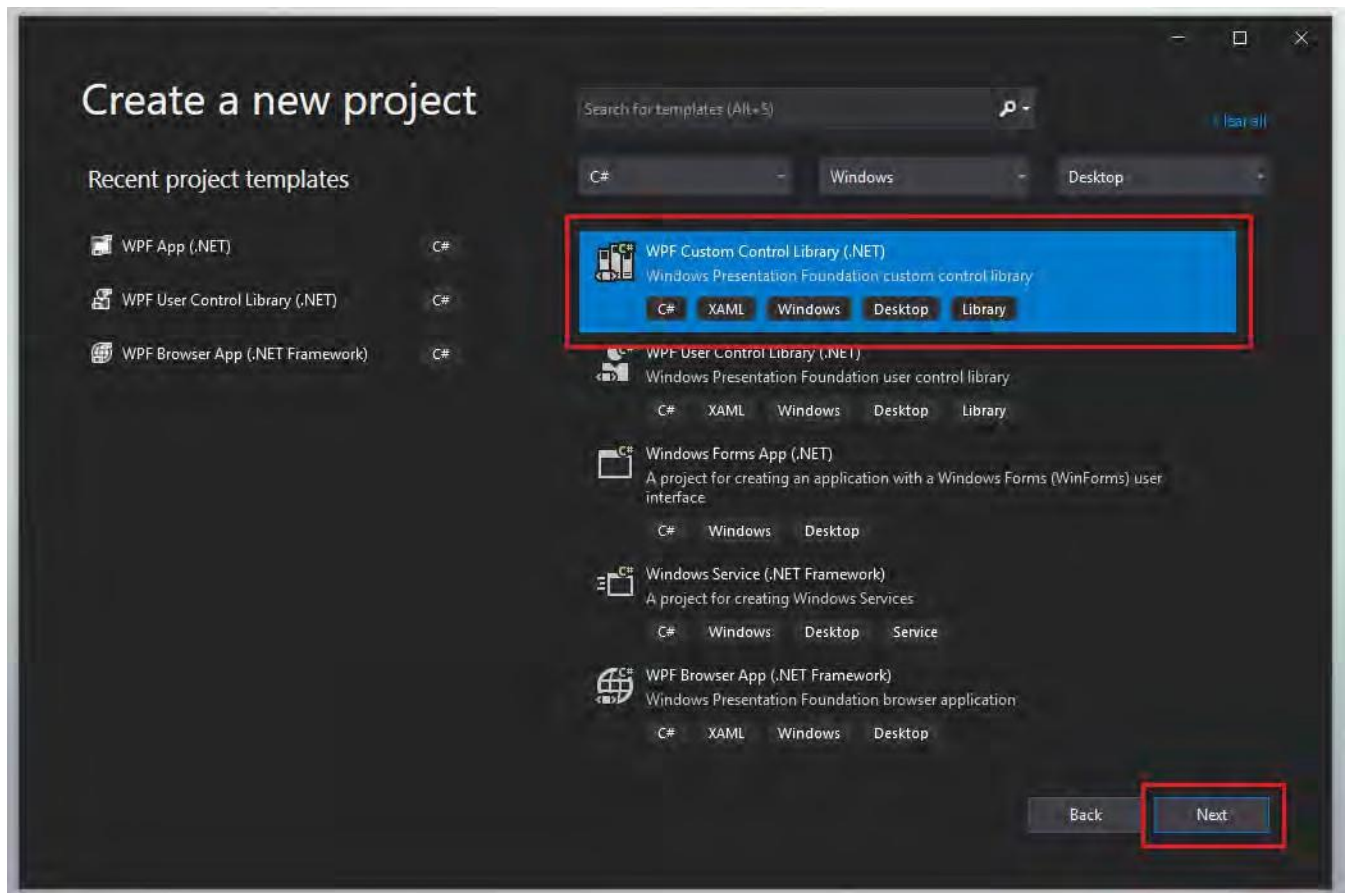 Create a new project
Search for templates (Alt+S)
Clear all
Recent project templates
C#
Windows
Desktop
WPF App (.NET)
C#
WPF User Control Library (.NET)
C#
WPF Browser App (.NET Framework)
C#
WPF Custom Control Library (.NET)
Windows Presentation Foundation custom control library
C# XAML Windows Desktop Library
WPF User Control Library (.NET)
Windows Presentation Foundation user control library
C# XAML Windows Desktop Library
Windows Forms App (.NET)
A project for creating an application with a Windows Forms (WinForms) user
interface
C# Windows Desktop
Windows Service (.NET Framework)
A project for creating Windows Services
C# Windows Desktop Service
WPF Browser App (.NET Framework)
Windows Presentation Foundation browser application
C# XAML Windows Desktop
Back
Next